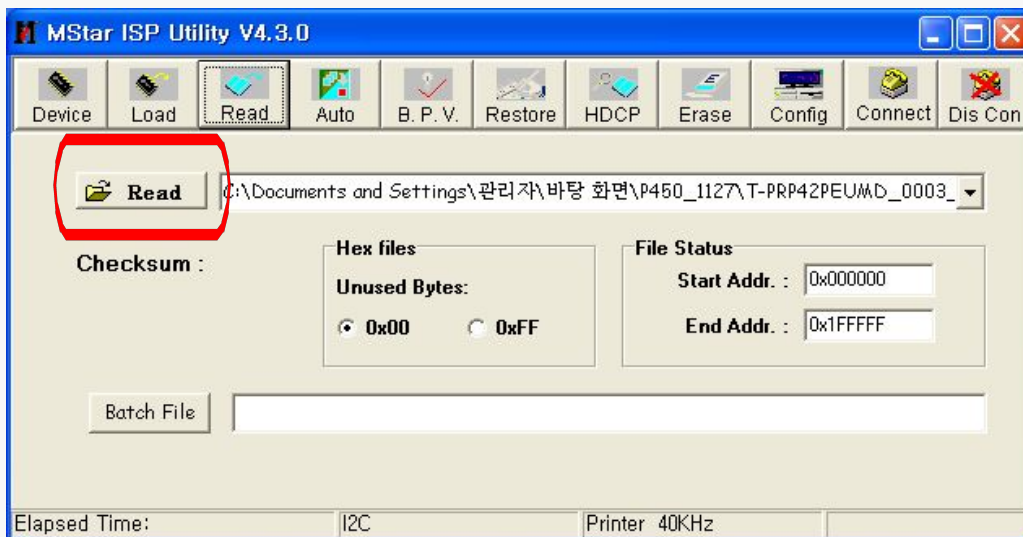 MStar ISP Utility V4.3.0
Device Load Read Auto B. P. V. Restore HDCP Erase Config Connect Dis Con
Read C:\Documents and Settings\관리자\바탕 화면\P450_1127\T-PRP42PEUMD_0003_
Checksum :
Hex files
Unused Bytes:
0x00 0xFF
File Status
Start Addr. : 0x000000
End Addr. : 0x1FFFFF
Batch File
Elapsed Time: I2C Printer 40KHz